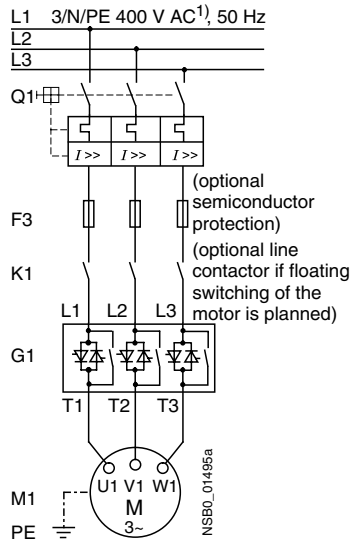 L1 3/N/PE 400 V AC1), 50 Hz
L2
L3
Q1
I >> I >> I >>
(optional
semiconductor
protection)
F3
(optional line
contactor if floating
switching of the
motor is planned)
K1
L1 L2 L3
G1
T1 T2 T3
U1 V1 W1
M
3~
M1
PE
NSB0_01495a